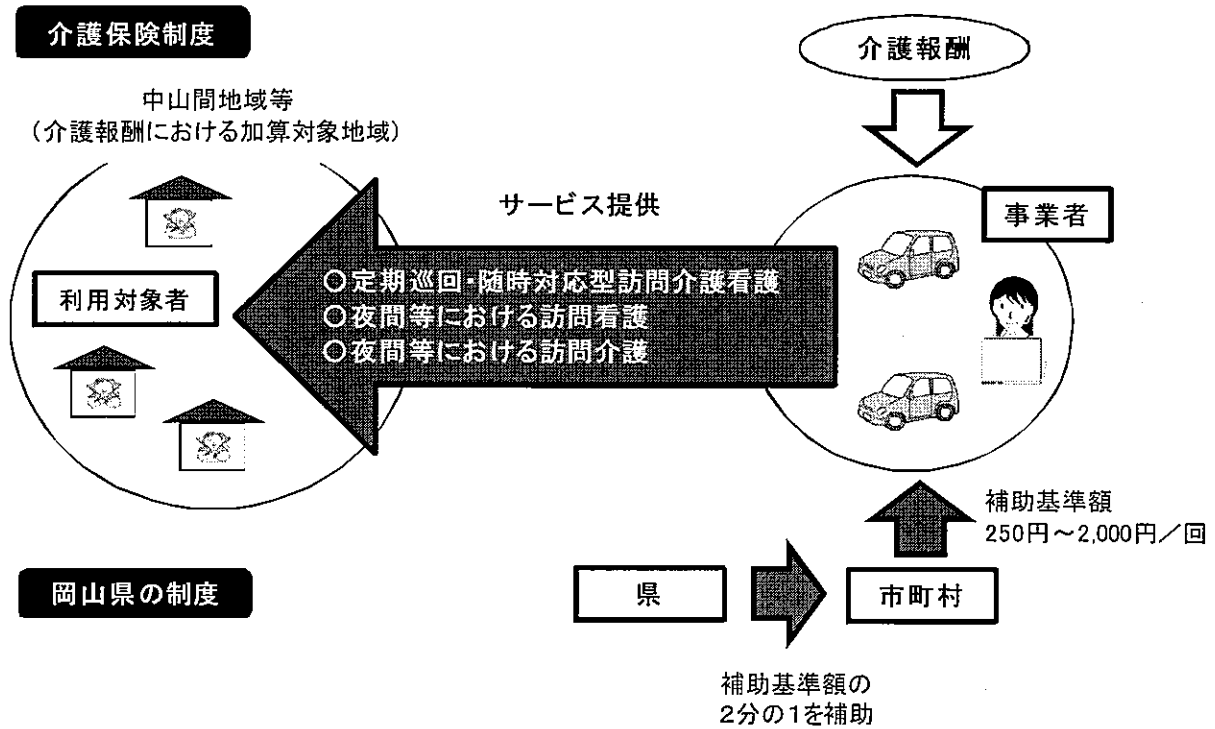 介護保険制度
介護報酬
中山間地域等
（介護報酬における加算対象地域）
サービス提供
事業者
利用対象者
○定期巡回・随時対応型訪問介護看護
○夜間等における訪問看護
○夜間等における訪問介護
補助基準額
250円～2,000円／回
岡山県の制度
県
市町村
補助基準額の
2分の1を補助